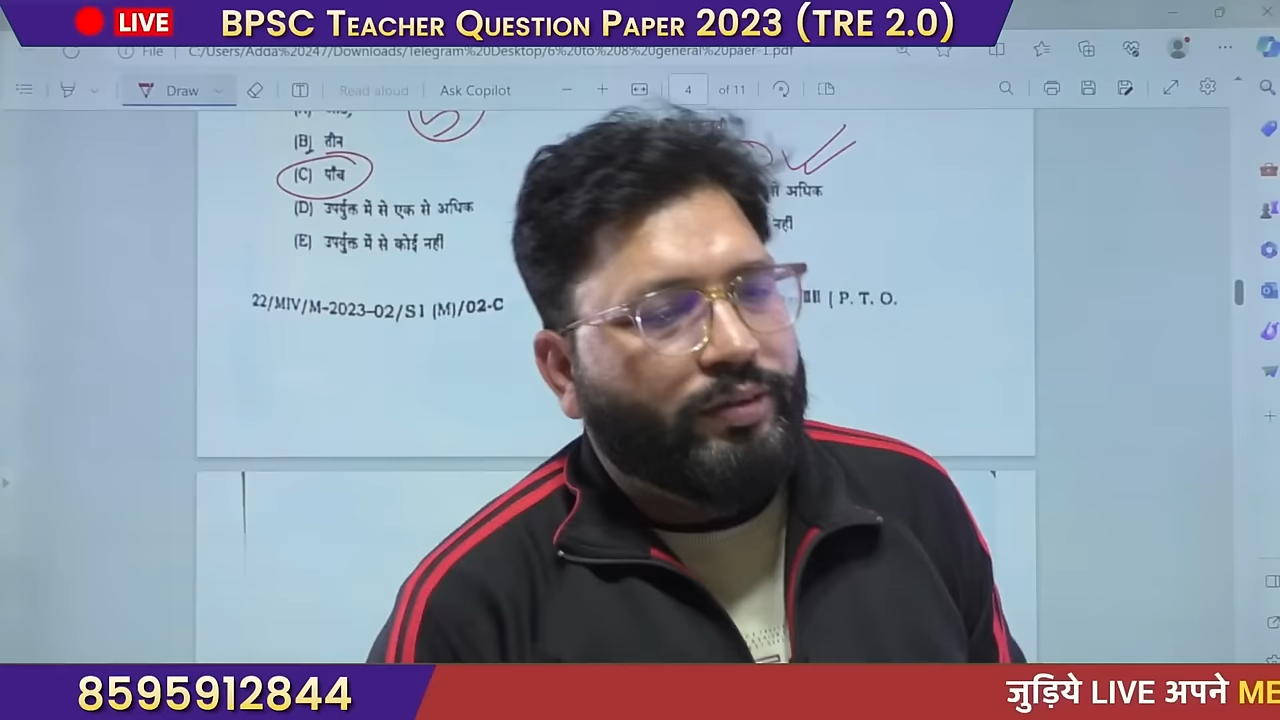 LIVE BPSC TEACHER QUESTION PAPER 2023 (TRE 2.0)
File C:/Users/Adda%20247/Downloads/Telegram%20Desktop/6%20to%208%20general%20paer-1.pdf
Draw Read aloud Ask Copilot 4 of 11
(B) तीन
(C) पाँच
(D) उपर्युक्त में से एक से अधिक
(E) उपर्युक्त में से कोई नहीं
से अधिक
नहीं
22/MIV/M-2023-02/S1 (M)/02-C
[ P. T. O.
8595912844
जुड़िये LIVE अपने ME